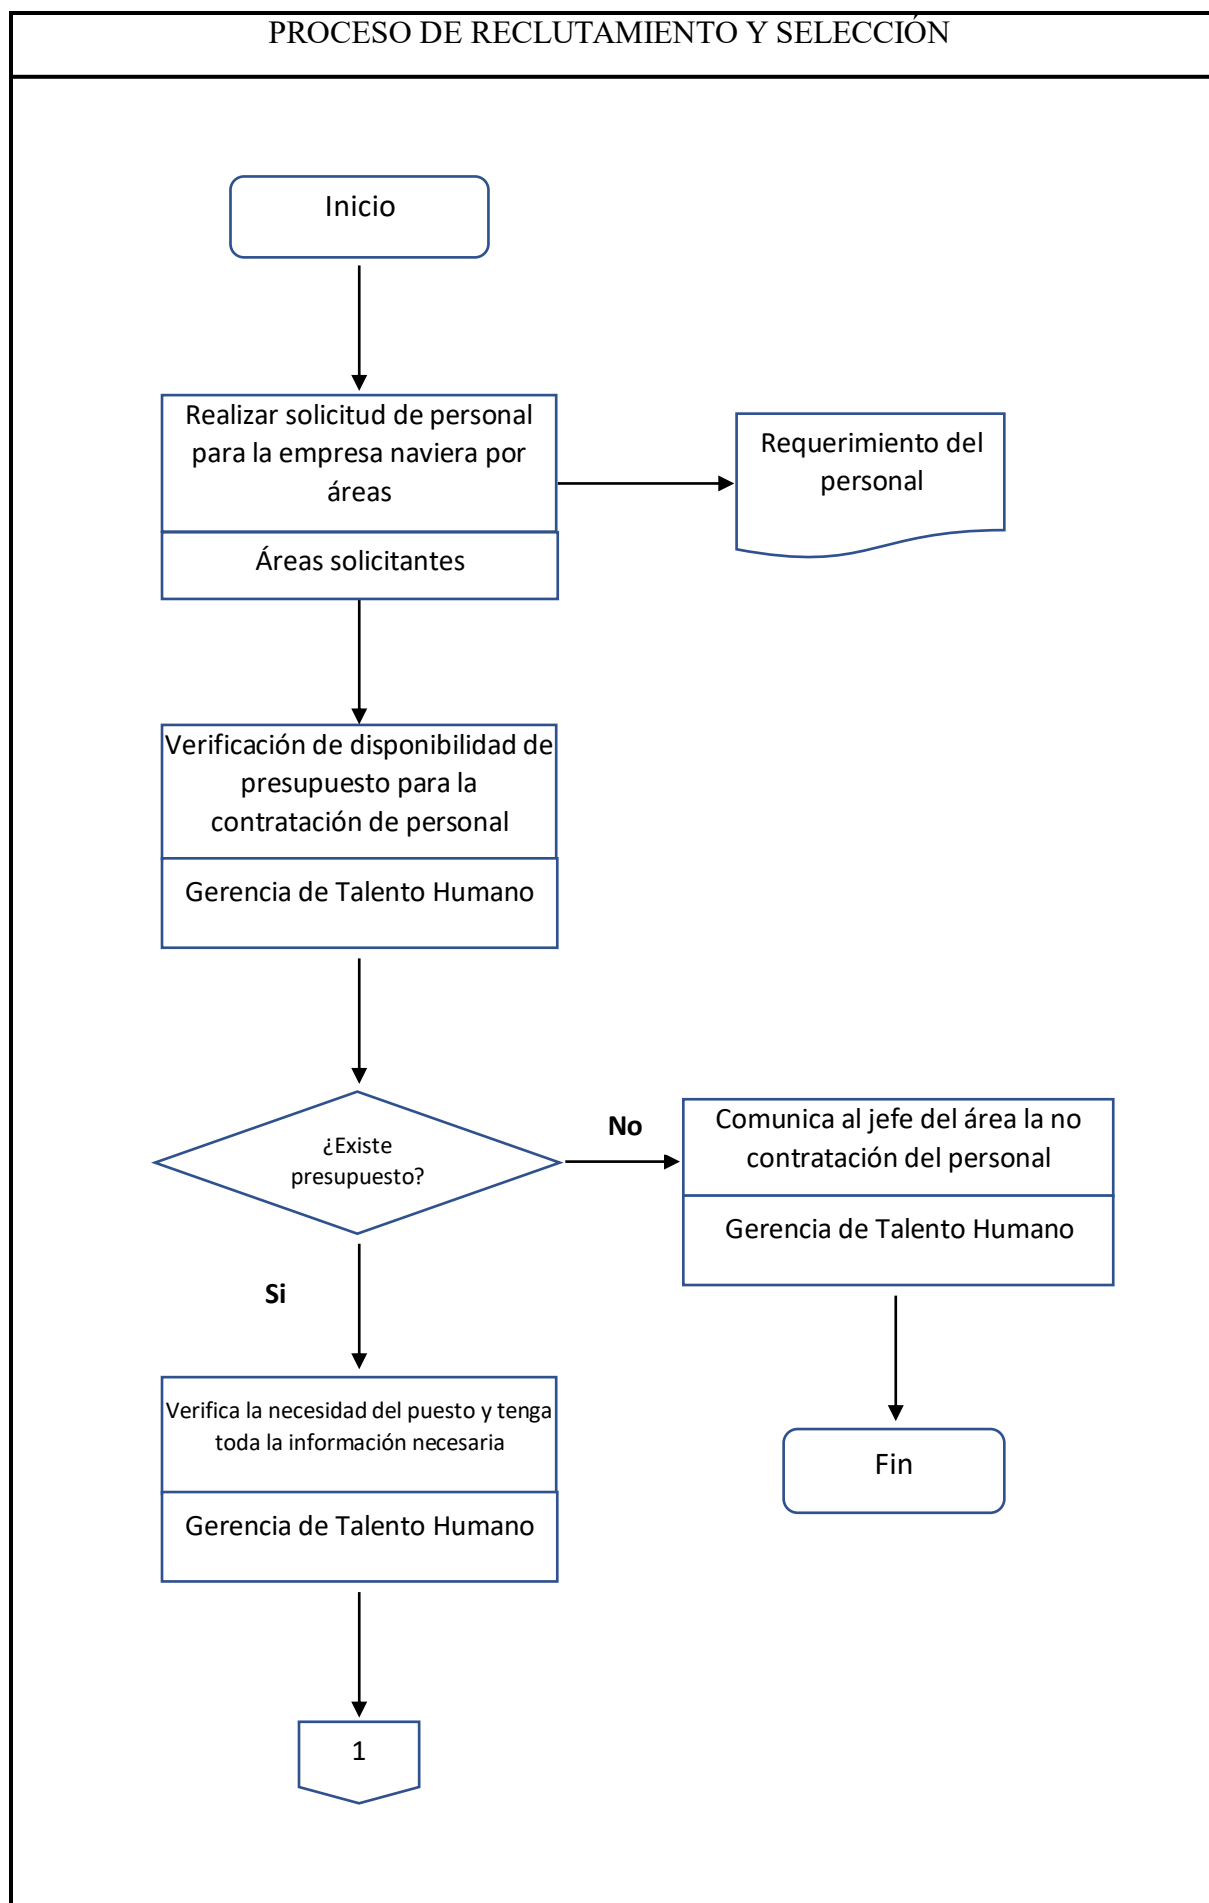 PROCESO DE RECLUTAMIENTO Y SELECCIÓN
Inicio
Realizar solicitud de personal
para la empresa naviera por
áreas
Áreas solicitantes
Requerimiento del
personal
Verificación de disponibilidad de
presupuesto para la
contratación de personal
Gerencia de Talento Humano
¿Existe
presupuesto?
No
Comunica al jefe del área la no
contratación del personal
Gerencia de Talento Humano
Si
Verifica la necesidad del puesto y tenga
toda la información necesaria
Gerencia de Talento Humano
Fin
1